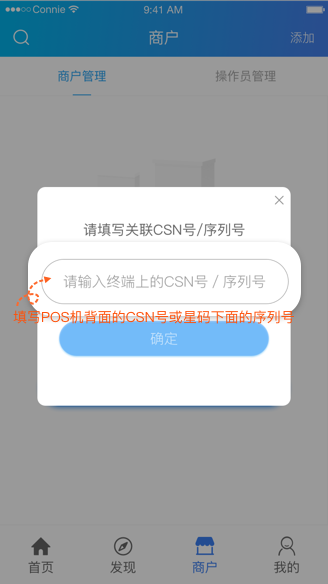 Connie
9:41 AM
商户
添加
商户管理
操作员管理
请填写关联CSN号/序列号
请输入终端上的CSN号 / 序列号
填写POS机背面的CSN号或星码下面的序列号
确定
首页
发现
商户
我的